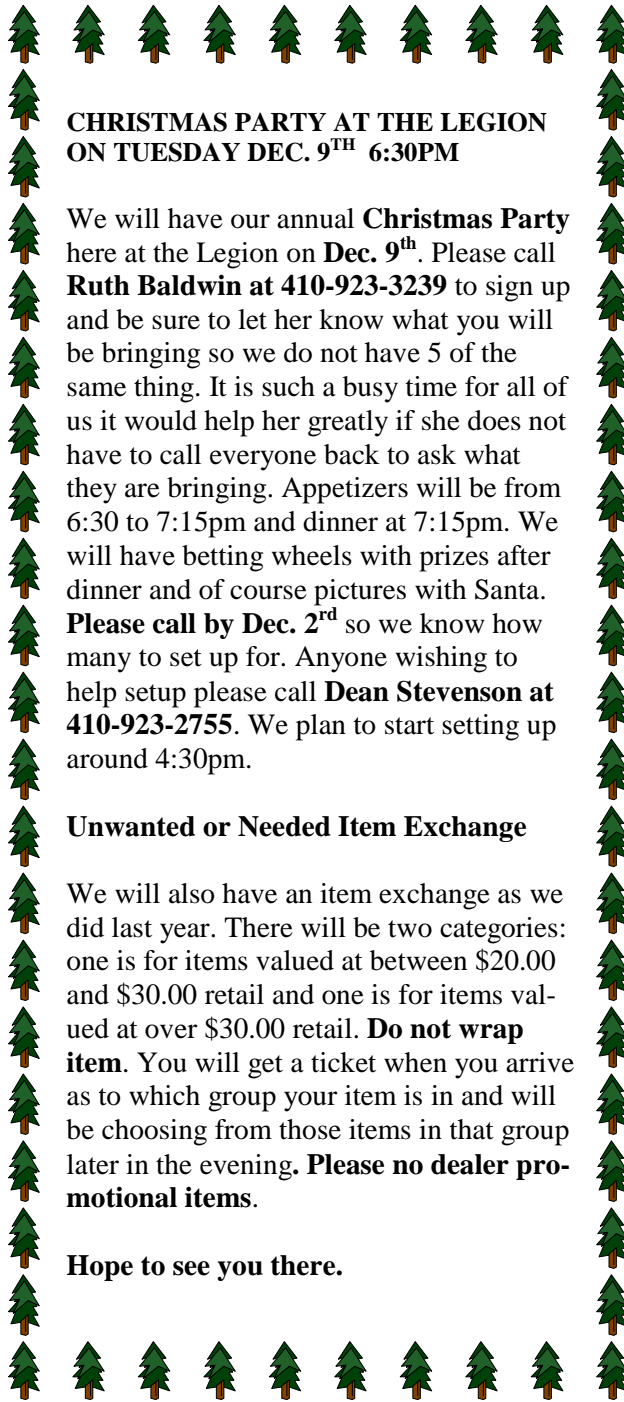 CHRISTMAS PARTY AT THE LEGION
ON TUESDAY DEC. 9TH 6:30PM
We will have our annual Christmas Party
here at the Legion on Dec. 9th. Please call
Ruth Baldwin at 410-923-3239 to sign up
and be sure to let her know what you will
be bringing so we do not have 5 of the
same thing. It is such a busy time for all of
us it would help her greatly if she does not
have to call everyone back to ask what
they are bringing. Appetizers will be from
6:30 to 7:15pm and dinner at 7:15pm. We
will have betting wheels with prizes after
dinner and of course pictures with Santa.
Please call by Dec. 2rd so we know how
many to set up for. Anyone wishing to
help setup please call Dean Stevenson at
410-923-2755. We plan to start setting up
around 4:30pm.
Unwanted or Needed Item Exchange
We will also have an item exchange as we
did last year. There will be two categories:
one is for items valued at between $20.00
and $30.00 retail and one is for items val-
ued at over $30.00 retail. Do not wrap
item. You will get a ticket when you arrive
as to which group your item is in and will
be choosing from those items in that group
later in the evening. Please no dealer pro-
motional items.
Hope to see you there.